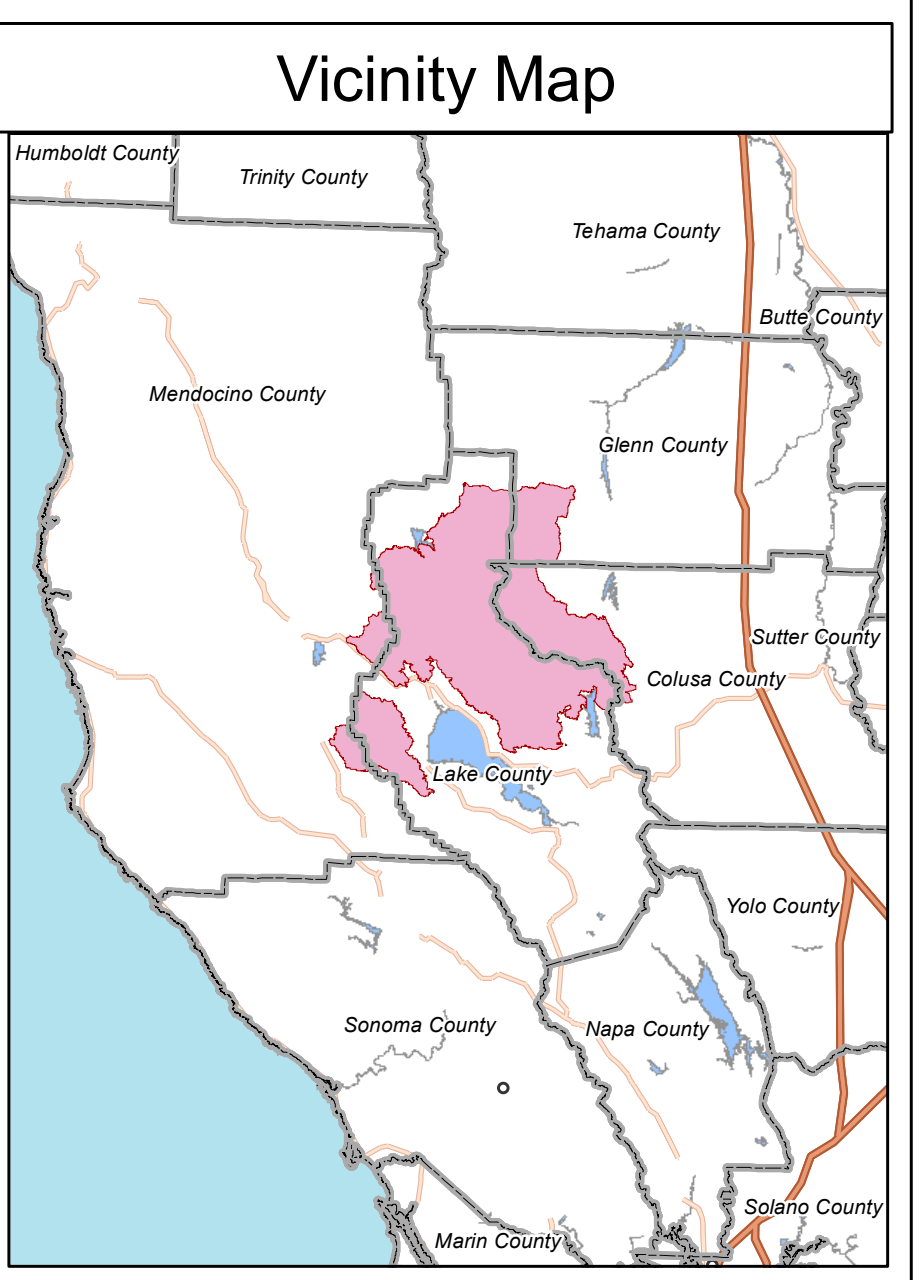 Vicinity Map
Humboldt County
Trinity County
Tehama County
Butte County
Mendocino County
Glenn County
Sutter County
Colusa County
Lake County
Yolo County
Sonoma County
Napa County
Solano County
Marin County